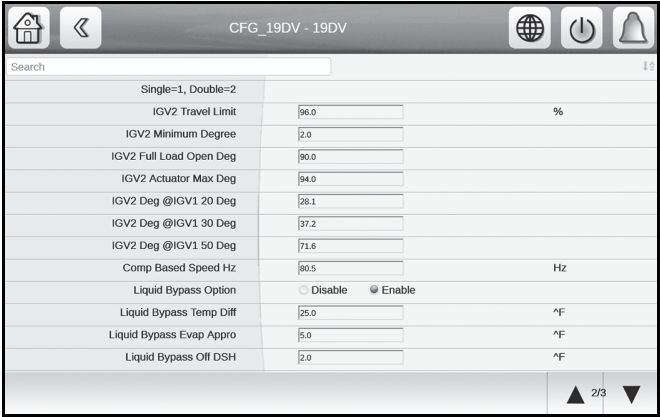 CFG_19DV - 19DV
Search
Single=1, Double=2
IGV2 Travel Limit 96.0 %
IGV2 Minimum Degree 2.0
IGV2 Full Load Open Deg 90.0
IGV2 Actuator Max Deg 94.0
IGV2 Deg @IGV1 20 Deg 28.1
IGV2 Deg @IGV1 30 Deg 37.2
IGV2 Deg @IGV1 50 Deg 71.6
Comp Based Speed Hz 80.5 Hz
Liquid Bypass Option Disable Enable
Liquid Bypass Temp Diff 25.0 ^F
Liquid Bypass Evap Appro 5.0 ^F
Liquid Bypass Off DSH 2.0 ^F
2/3